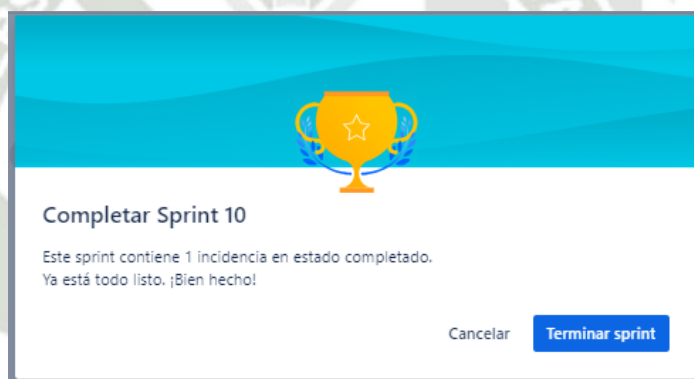 Completar Sprint 10
Este sprint contiene 1 incidencia en estado completado.
Ya está todo listo. ¡Bien hecho!
Cancelar Terminar sprint